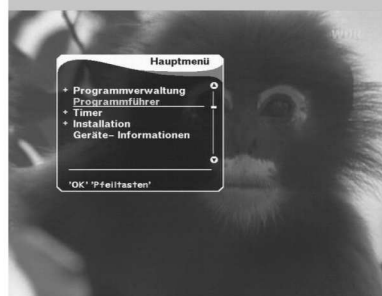 Hauptmenü
+ Programmverwaltung
Programmführer
+ Timer
+ Installation
Geräte- Informationen
'OK' 'Pfeiltasten'